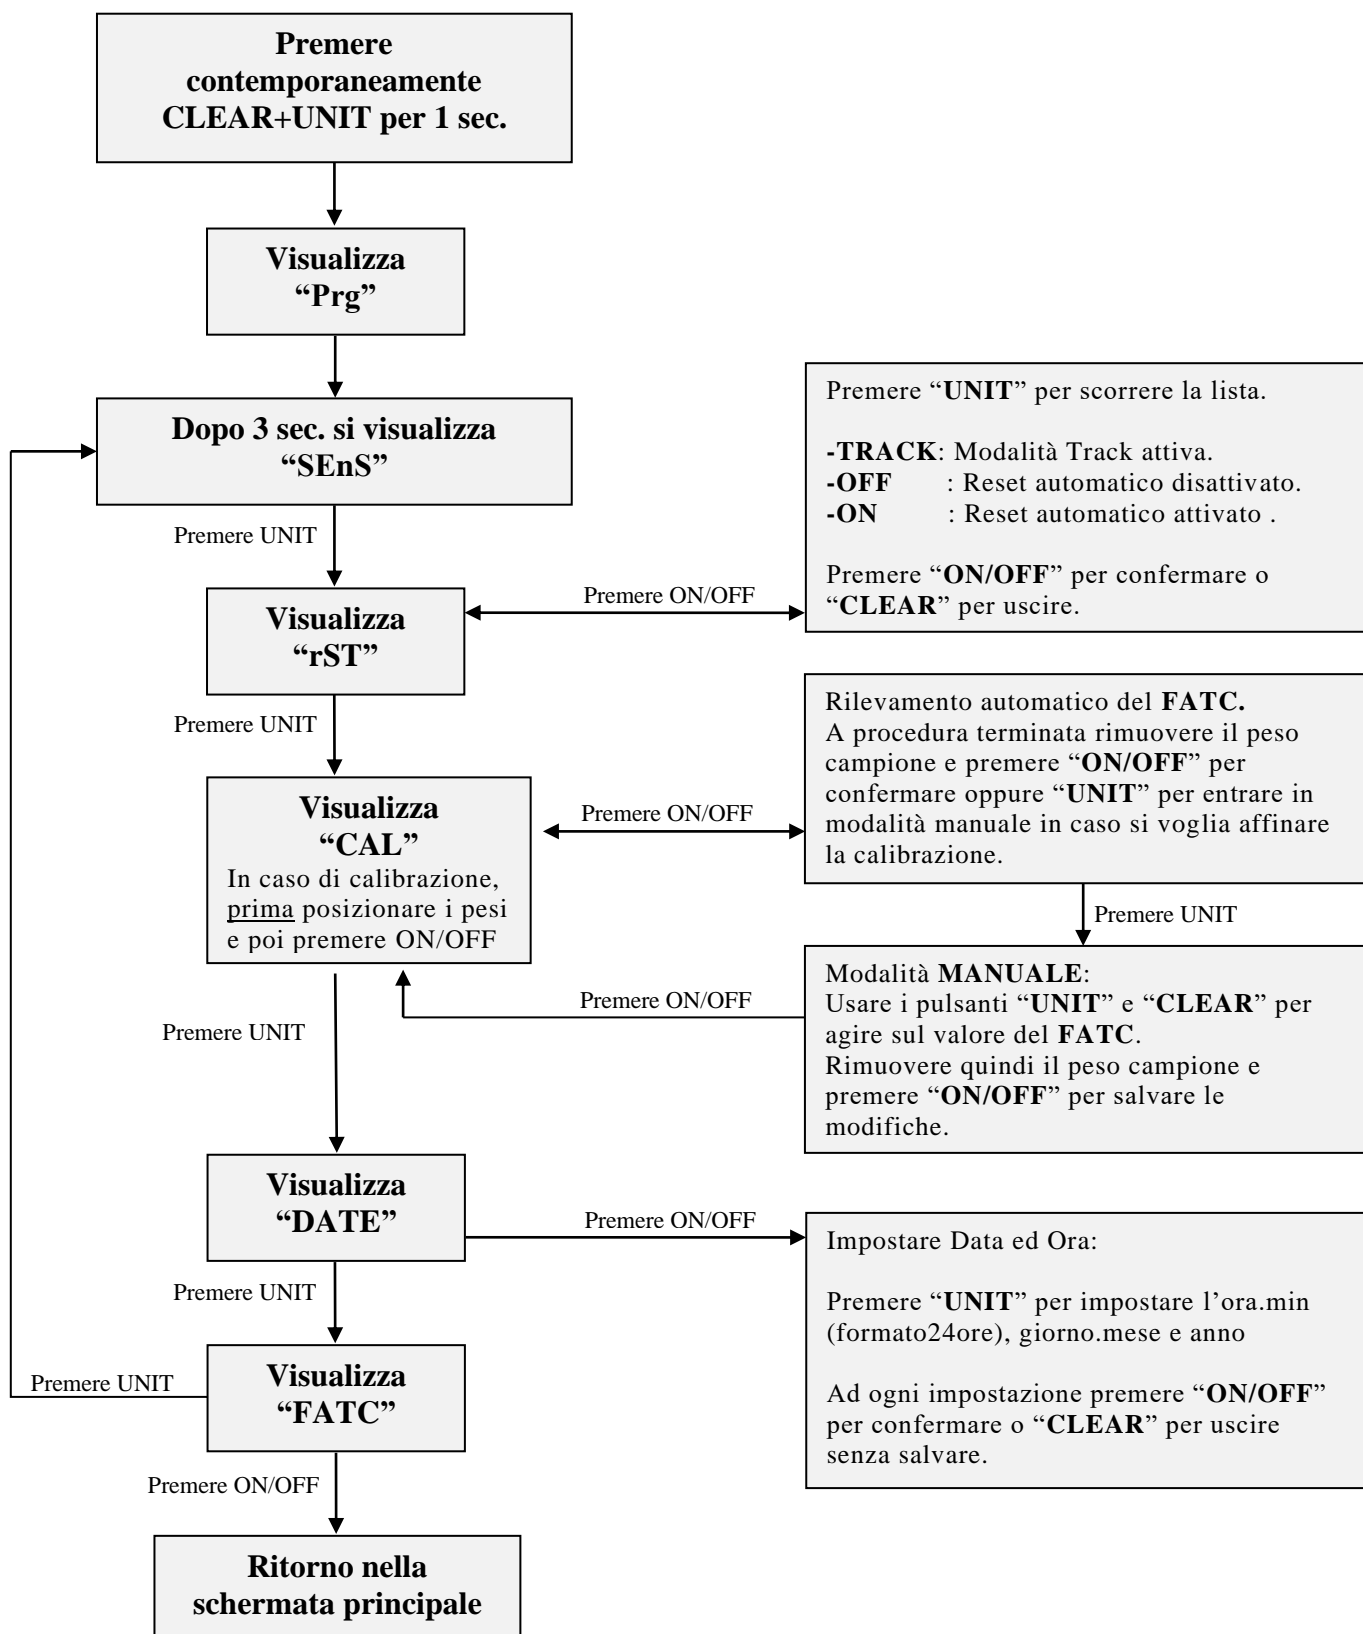 Premere
contemporaneamente
CLEAR+UNIT per 1 sec.
Visualizza
“Prg”
Dopo 3 sec. si visualizza
“SEnS”
Premere UNIT
Visualizza
“rST”
Premere ON/OFF
Premere “UNIT” per scorrere la lista.
-TRACK: Modalità Track attiva.
-OFF : Reset automatico disattivato.
-ON : Reset automatico attivato .
Premere “ON/OFF” per confermare o
“CLEAR” per uscire.
Premere UNIT
Visualizza
“CAL”
In caso di calibrazione,
prima posizionare i pesi
e poi premere ON/OFF
Premere ON/OFF
Rilevamento automatico del FATC.
A procedura terminata rimuovere il peso
campione e premere “ON/OFF” per
confermare oppure “UNIT” per entrare in
modalità manuale in caso si voglia affinare
la calibrazione.
Premere UNIT
Modalità MANUALE:
Usare i pulsanti “UNIT” e “CLEAR” per
agire sul valore del FATC.
Rimuovere quindi il peso campione e
premere “ON/OFF” per salvare le
modifiche.
Premere ON/OFF
Premere UNIT
Visualizza
“DATE”
Premere ON/OFF
Impostare Data ed Ora:
Premere “UNIT” per impostare l’ora.min
(formato24ore), giorno.mese e anno
Ad ogni impostazione premere “ON/OFF”
per confermare o “CLEAR” per uscire
senza salvare.
Premere UNIT
Visualizza
“FATC”
Premere UNIT
Premere ON/OFF
Ritorno nella
schermata principale